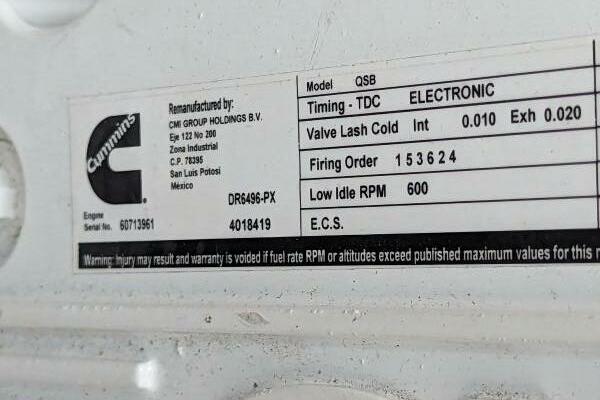 Cummins
Remanufactured by:
CMI GROUP HOLDINGS B.V.
Eje 122 No 200
Zona Industrial
C.P. 78395
San Luis Potosi
México
DR6496-PX
Engine
Serial No. 60713961
4018419
Model QSB
Timing - TDC ELECTRONIC
Valve Lash Cold Int 0.010 Exh 0.020
Firing Order 1 5 3 6 2 4
Low Idle RPM 600
E.C.S.
Warning: Injury may result and warranty is voided if fuel rate RPM or altitudes exceed published maximum values for this